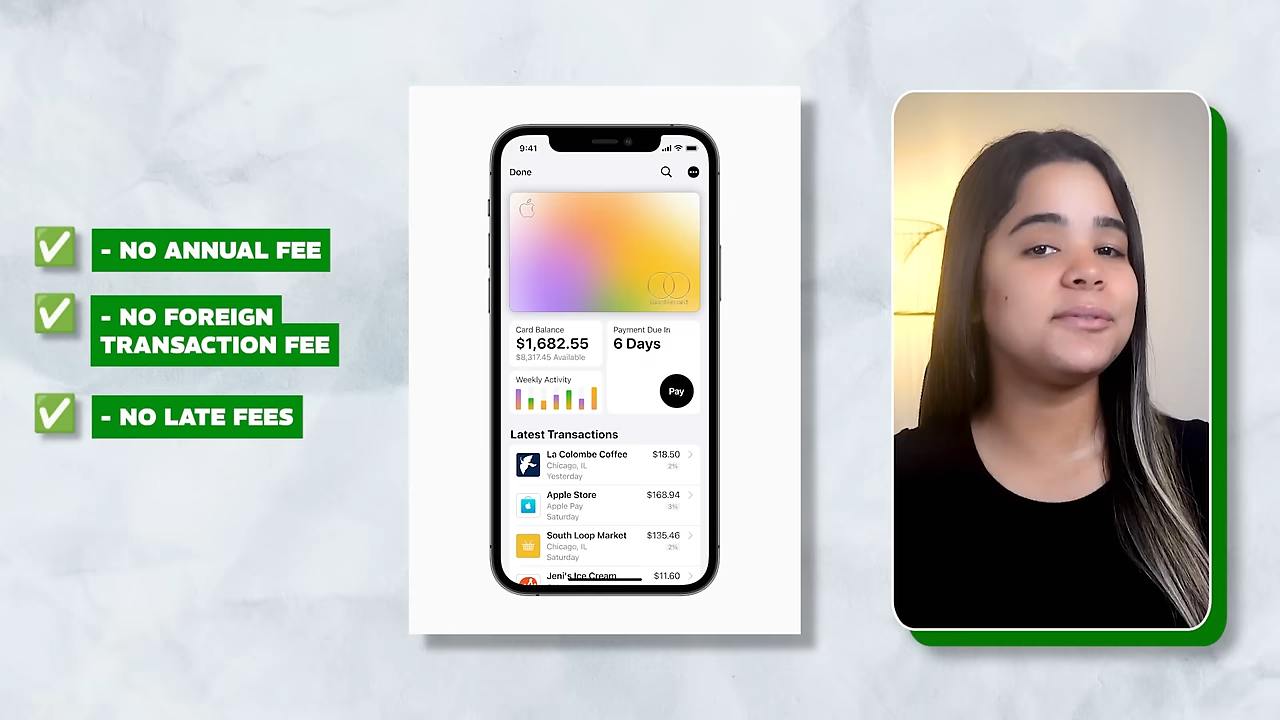 - NO ANNUAL FEE
- NO FOREIGN
TRANSACTION FEE
- NO LATE FEES
9:41
Done
Card Balance
$1,682.55
$8,317.45 Available
Payment Due In
6 Days
Pay
Weekly Activity
Latest Transactions
La Colombe Coffee $18.50
Chicago, IL 2%
Yesterday
Apple Store $168.94
Apple Pay 3%
Saturday
South Loop Market $135.46
Chicago, IL 2%
Saturday
Jeni's Ice Cream $11.60